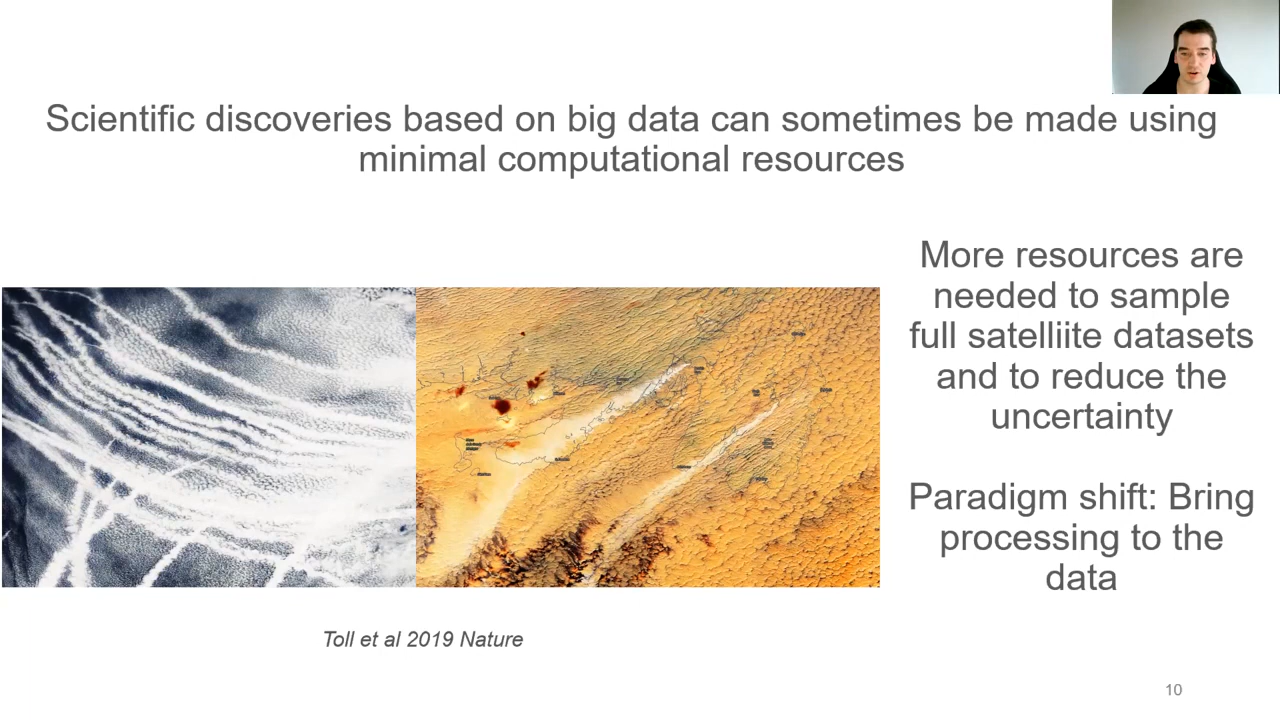 Scientific discoveries based on big data can sometimes be made using
minimal computational resources
More resources are
needed to sample
full satelliite datasets
and to reduce the
uncertainty
Paradigm shift: Bring
processing to the
data
Toll et al 2019 Nature
10